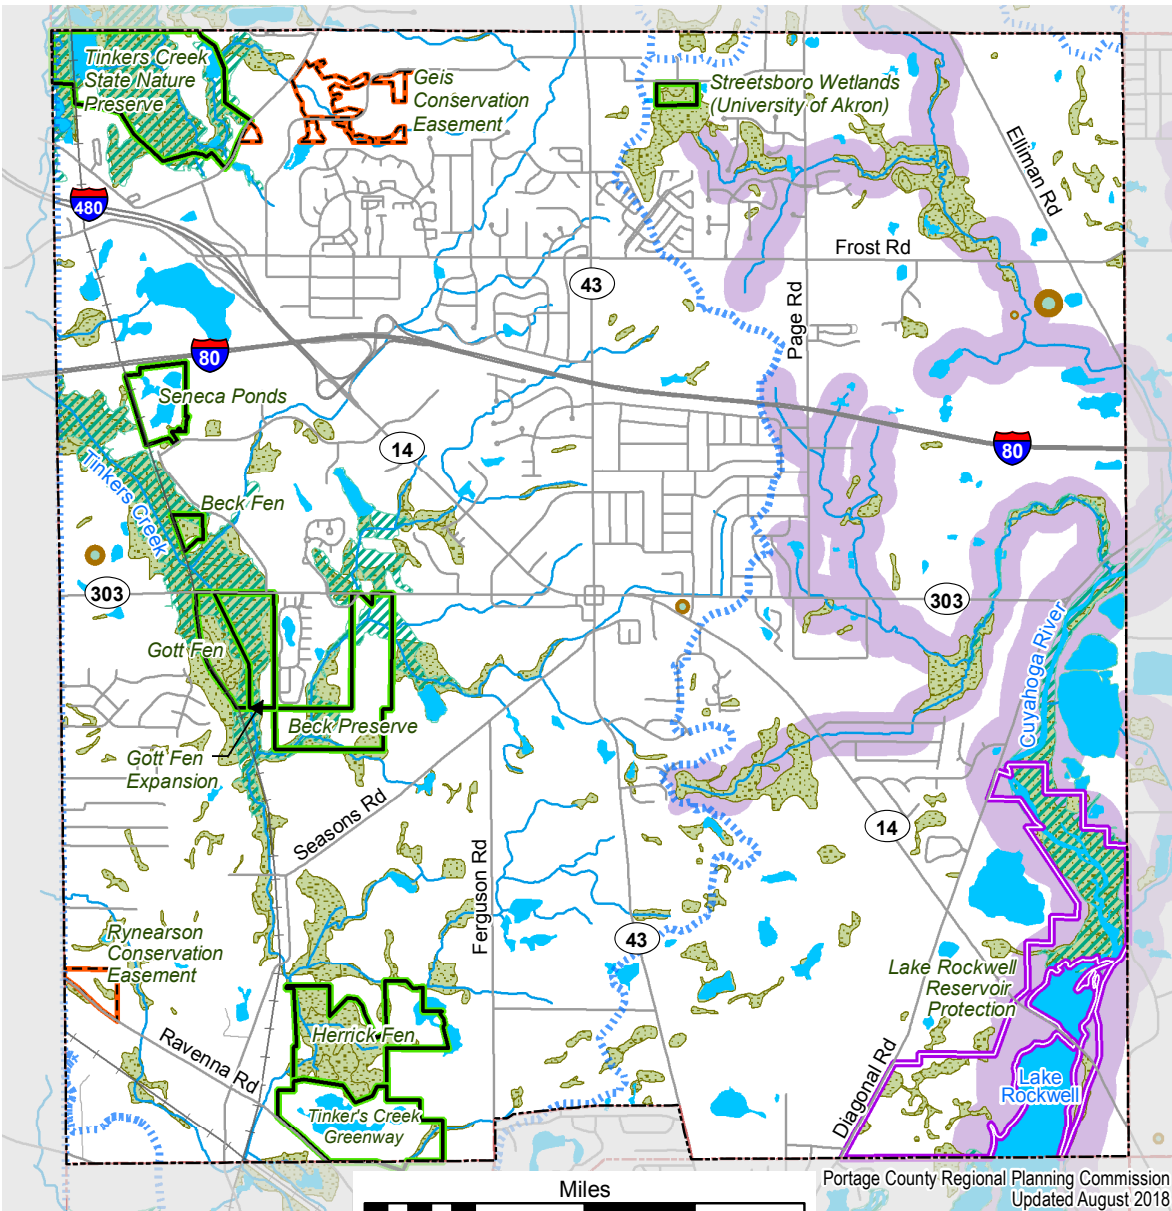 Tinkers Creek
State Nature
Preserve
Geis
Conservation
Easement
Streetsboro Wetlands
(University of Akron)
Elliman Rd
480
Frost Rd
43
Page Rd
80
Seneca Ponds
14
80
Tinkers Creek
Beck Fen
303
303
Cuyahoga River
Gott Fen
Beck Preserve
Gott Fen
Expansion
Seasons Rd
14
Ferguson Rd
43
Rynearson
Conservation
Easement
Lake Rockwell
Reservoir
Protection
Herrick Fen
Ravenna Rd
Diagonal Rd
Lake
Rockwell
Tinker's Creek
Greenway
Portage County Regional Planning Commission
Updated August 2018
Miles